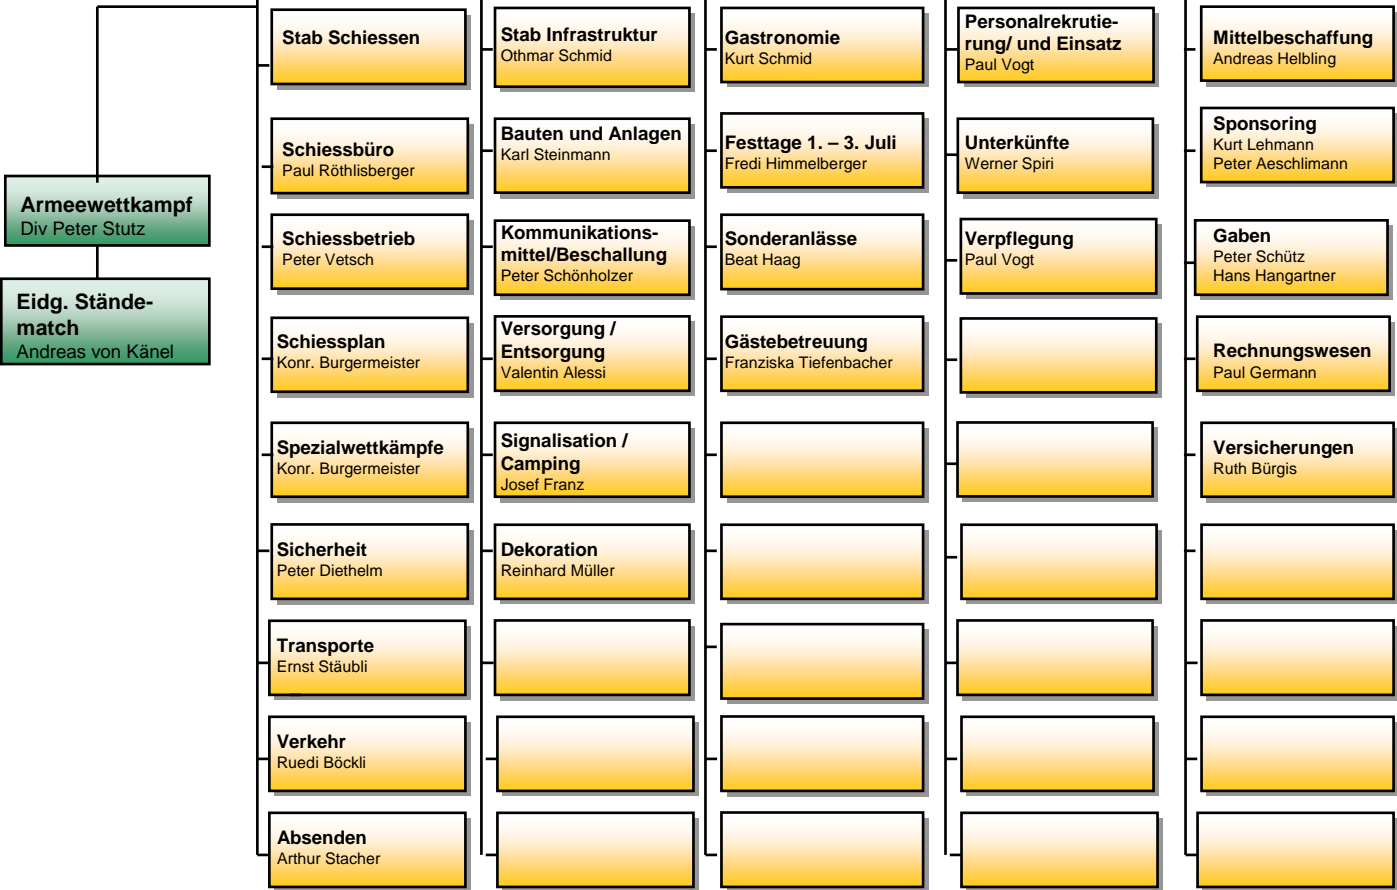 Armeewettkampf
Div Peter Stutz
Eidg. Stände-
match
Andreas von Känel
Stab Schiessen
Schiessbüro
Paul Röthlisberger
Schiessbetrieb
Peter Vetsch
Schiessplan
Konr. Burgermeister
Spezialwettkämpfe
Konr. Burgermeister
Sicherheit
Peter Diethelm
Transporte
Ernst Stäubli
Verkehr
Ruedi Böckli
Absenden
Arthur Stacher
Stab Infrastruktur
Othmar Schmid
Bauten und Anlagen
Karl Steinmann
Kommunikations-
mittel/Beschallung
Peter Schönholzer
Versorgung /
Entsorgung
Valentin Alessi
Signalisation /
Camping
Josef Franz
Dekoration
Reinhard Müller
Gastronomie
Kurt Schmid
Festtage 1. – 3. Juli
Fredi Himmelberger
Sonderanlässe
Beat Haag
Gästebetreuung
Franziska Tiefenbacher
Personalrekrutie-
rung/ und Einsatz
Paul Vogt
Unterkünfte
Werner Spiri
Verpflegung
Paul Vogt
Mittelbeschaffung
Andreas Helbling
Sponsoring
Kurt Lehmann
Peter Aeschlimann
Gaben
Peter Schütz
Hans Hangartner
Rechnungswesen
Paul Germann
Versicherungen
Ruth Bürgis